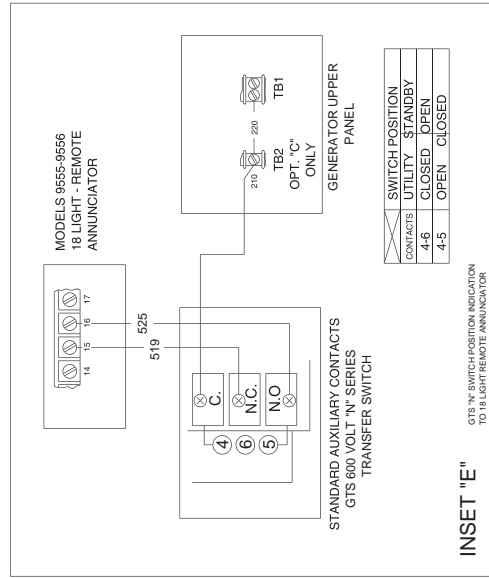 MODELS 9555-9556
18 LIGHT - REMOTE
ANNUNCIATOR
14
15
16
17
519
525
C.
N.C.
N.O
4
6
5
STANDARD AUXILIARY CONTACTS
GTS 600 VOLT "N" SERIES
TRANSFER SWITCH
210
220
TB2
TB1
OPT. "C"
ONLY
GENERATOR UPPER
PANEL
SWITCH POSITION
CONTACTS UTILITY STANDBY
4-6 CLOSED OPEN
4-5 OPEN CLOSED
INSET "E"
GTS "N" SWITCH POSITION INDICATION
TO 18 LIGHT REMOTE ANNUNCIATOR